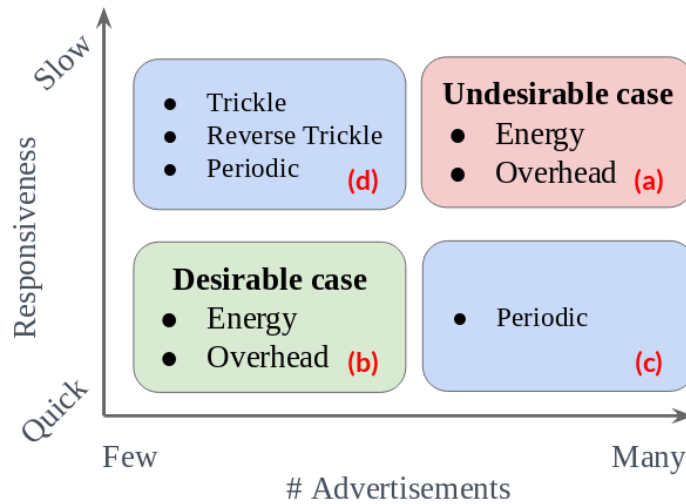 Slow
Responsiveness
Quick
● Trickle
● Reverse Trickle
● Periodic
(d)
Undesirable case
● Energy
● Overhead
(a)
Desirable case
● Energy
● Overhead
(b)
● Periodic
(c)
Few
Many
# Advertisements